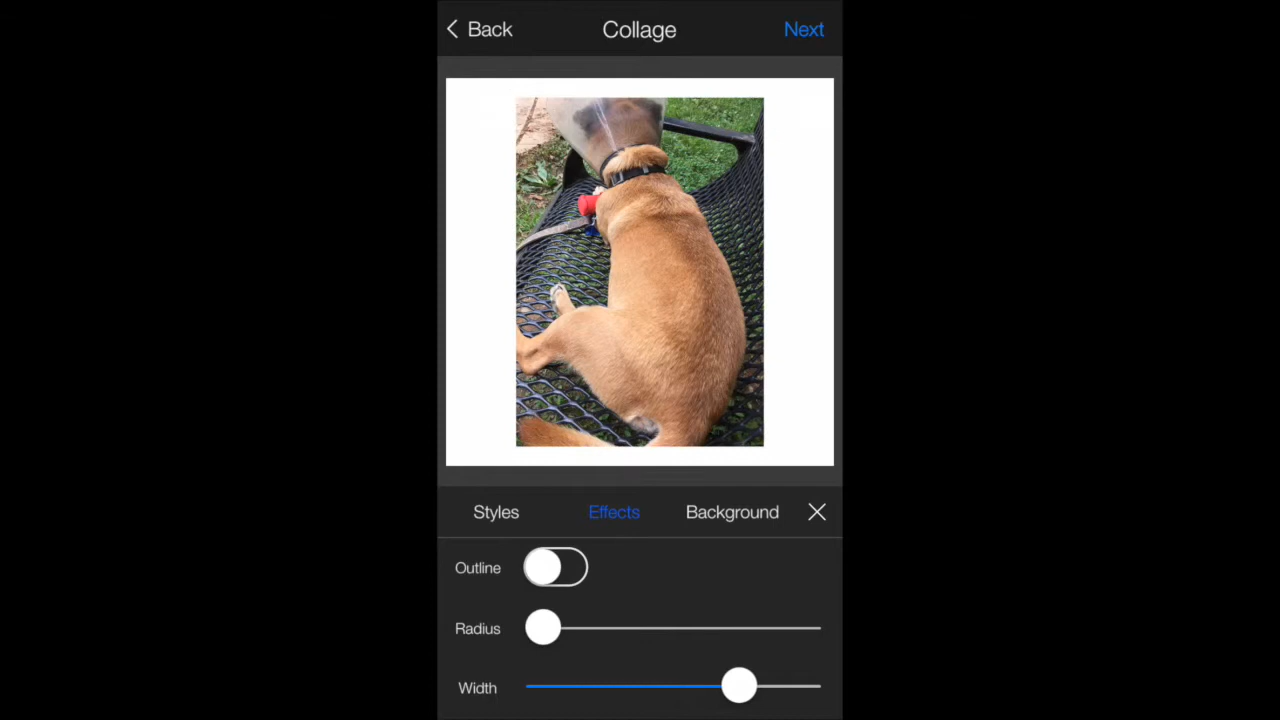 Back Collage Next
Styles Effects Background
Outline
Radius
Width